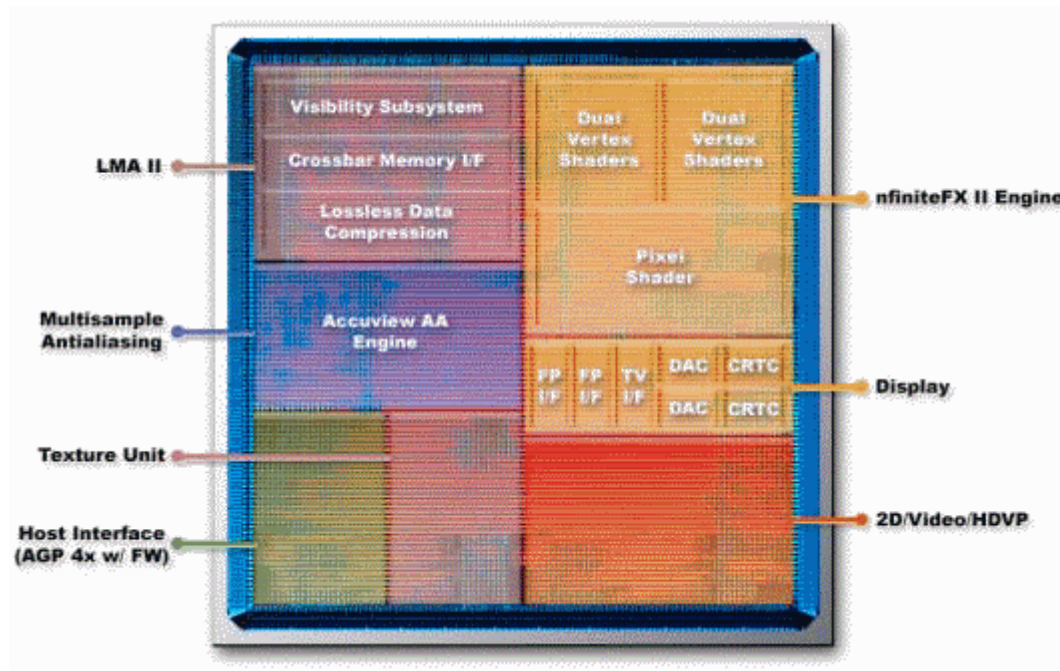 Visibility Subsystem
Crossbar Memory I/F
Lossless Data
Compression
LMA II
Dual
Vertex
Shaders
Dual
Vertex
Shaders
nfiniteFX II Engine
Pixel
Shader
Multisample
Antialiasing
Accuview AA
Engine
FP
I/F
FP
I/F
TV
I/F
DAC
CRTC
DAC
CRTC
Display
Texture Unit
Host Interface
(AGP 4x w/ FW)
2D/Video/HDVP